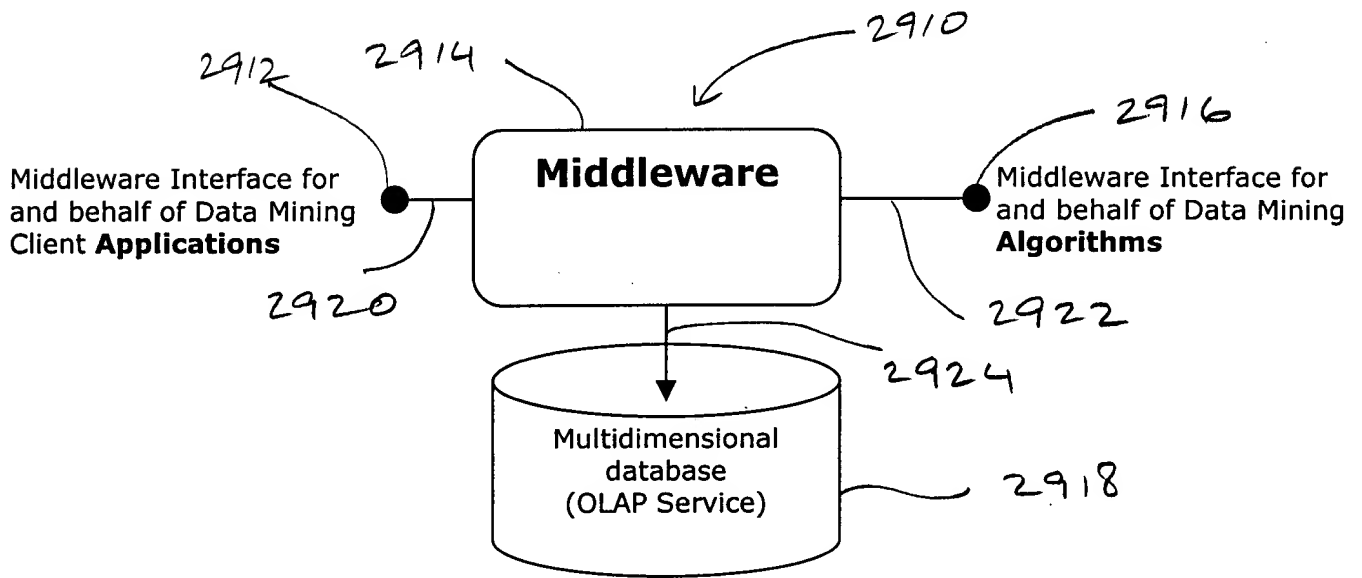 2910
2912
2914
2916
Middleware
Middleware Interface for
and behalf of Data Mining
Client Applications
Middleware Interface for
and behalf of Data Mining
Algorithms
2920
2922
2924
Multidimensional
database
(OLAP Service)
2918